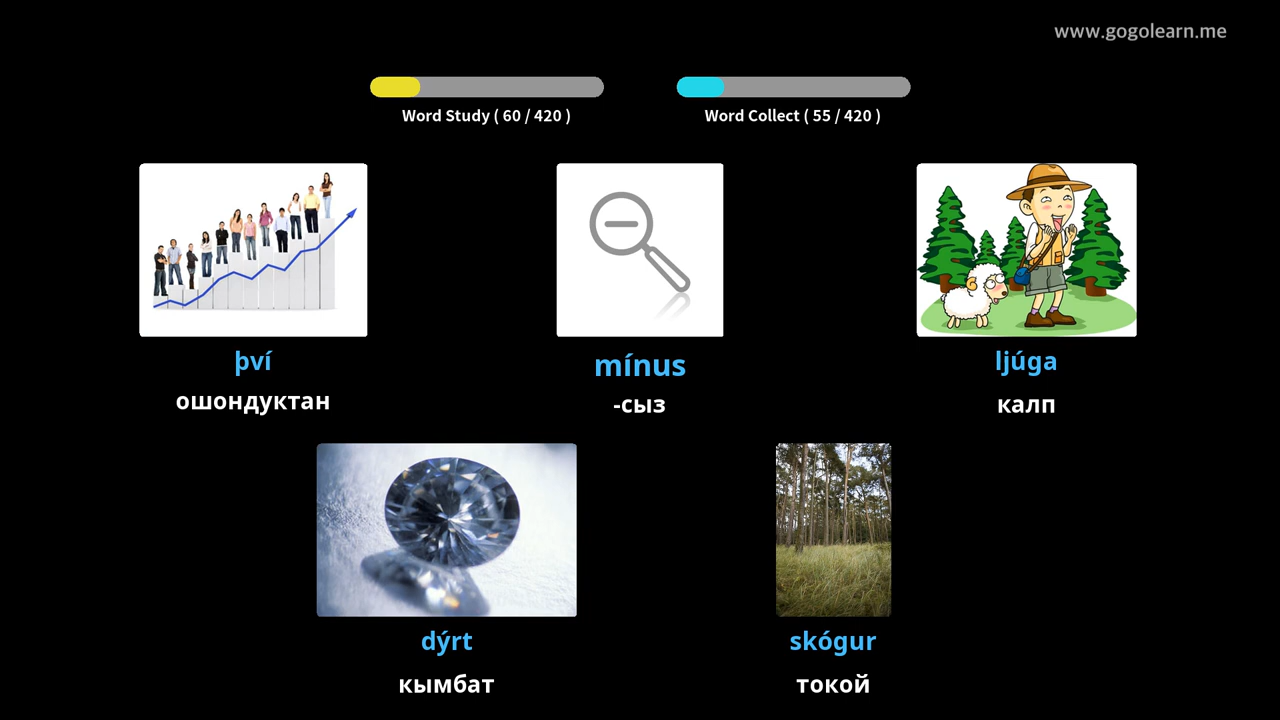 www.gogolearn.me
Word Study ( 60 / 420 )
Word Collect ( 55 / 420 )
því
mínus
ljúga
ошондуктан
-сыз
калп
dýrt
skógur
кымбат
токой